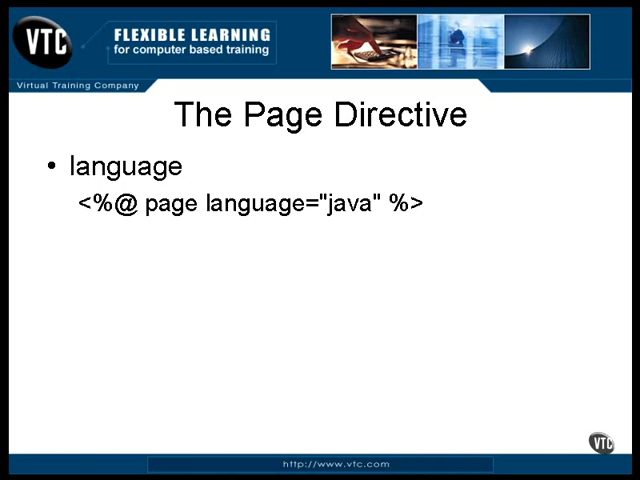 VTC
FLEXIBLE LEARNING
for computer based training
Virtual Training Company
The Page Directive
• language
<%@ page language="java" %>
VTC
http://www.vtc.com